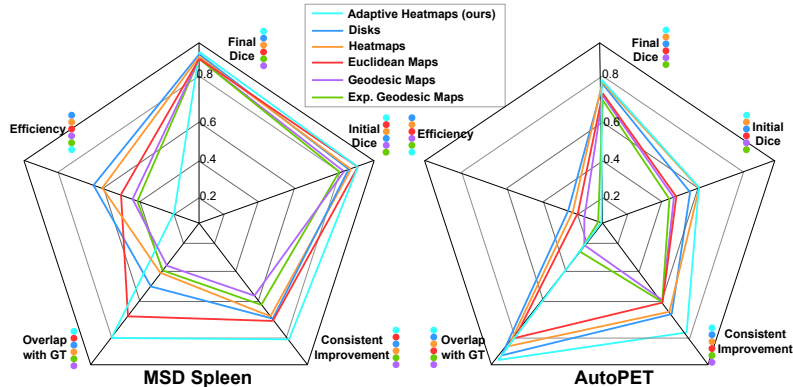 Adaptive Heatmaps (ours)
Disks
Heatmaps
Euclidean Maps
Geodesic Maps
Exp. Geodesic Maps
Final
Dice
0.8
0.6
0.4
0.2
Efficiency
Initial
Dice
Overlap
with GT
Consistent
Improvement
MSD Spleen
Final
Dice
0.8
0.6
0.4
0.2
Efficiency
Initial
Dice
Overlap
with GT
Consistent
Improvement
AutoPET